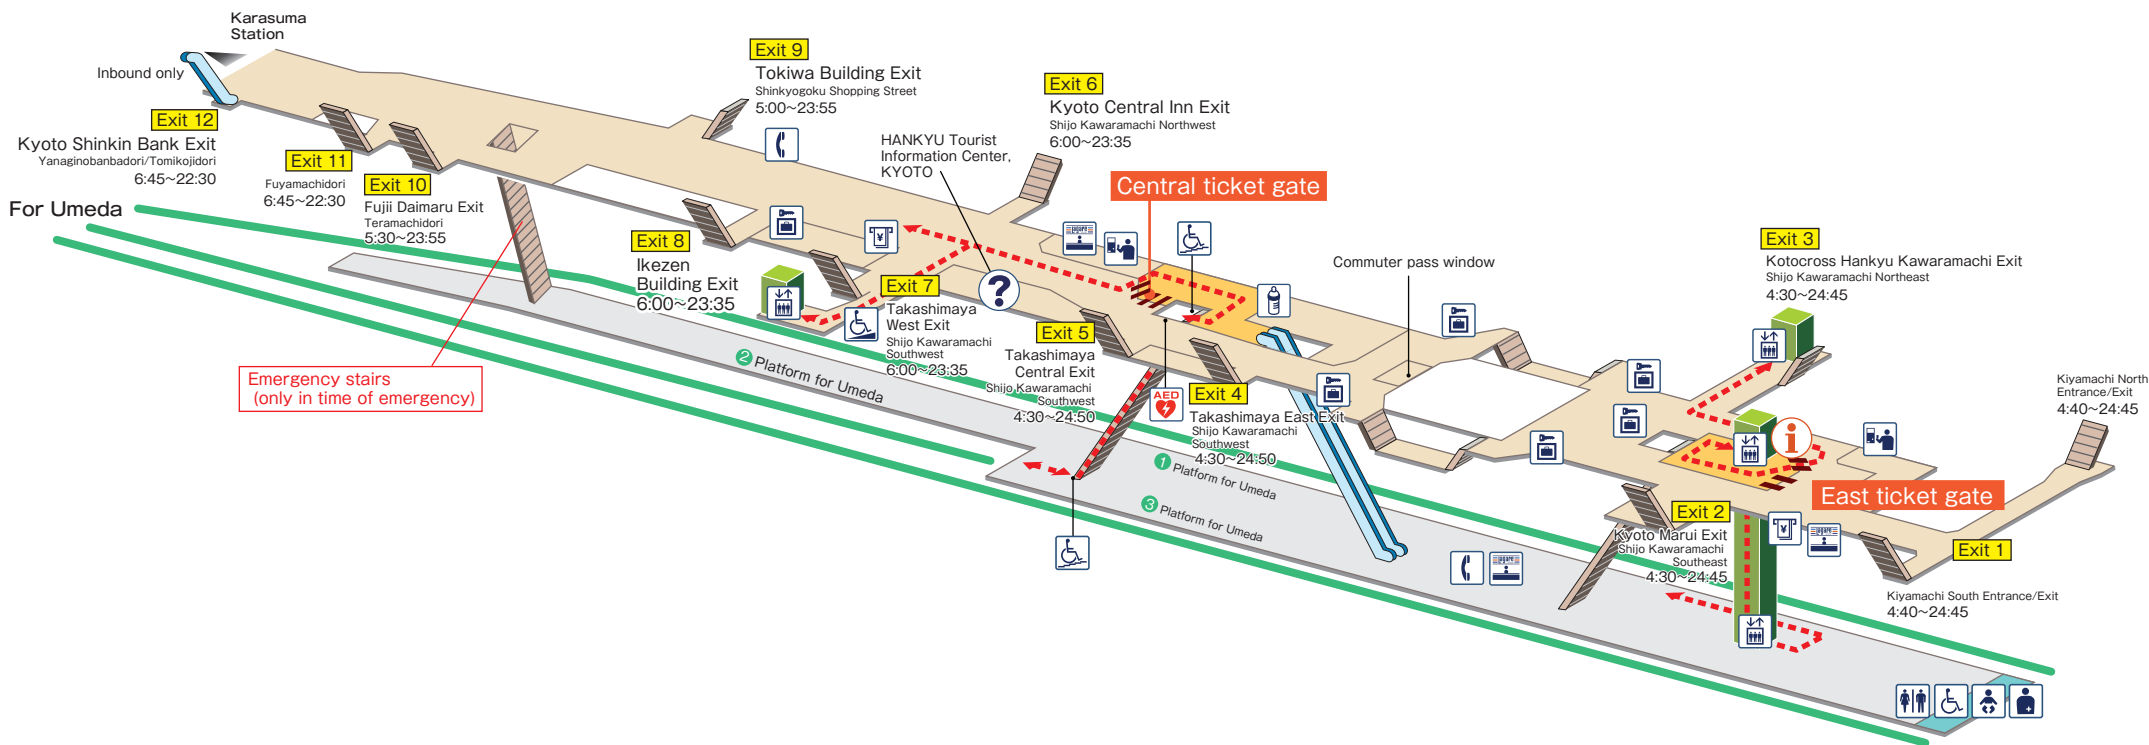 Karasuma
Station
Inbound only
Exit 12
Kyoto Shinkin Bank Exit
Yanaginobanbadori/Tomikojidori
6:45~22:30
Exit 11
Fuyamachidori
6:45~22:30
Exit 10
Fujii Daimaru Exit
Teramachidori
5:30~23:55
For Umeda
Exit 9
Tokiwa Building Exit
Shinkyogoku Shopping Street
5:00~23:55
HANKYU Tourist
Information Center,
KYOTO
?
Exit 6
Kyoto Central Inn Exit
Shijo Kawaramachi Northwest
6:00~23:35
Central ticket gate
Exit 8
Ikezen
Building Exit
6:00~23:35
Exit 7
Takashimaya
West Exit
Shijo Kawaramachi
Southwest
6:00~23:35
Exit 5
Takashimaya
Central Exit
Shijo Kawaramachi
Southwest
4:30~24:50
AED
Exit 4
Takashimaya East Exit
Shijo Kawaramachi
Southwest
4:30~24:50
Commuter pass window
Exit 3
Kotocross Hankyu Kawaramachi Exit
Shijo Kawaramachi Northeast
4:30~24:45
Kiyamachi North
Entrance/Exit
4:40~24:45
i
East ticket gate
Exit 2
Kyoto Marui Exit
Shijo Kawaramachi
Southeast
4:30~24:45
Exit 1
Kiyamachi South Entrance/Exit
4:40~24:45
Emergency stairs
(only in time of emergency)
2 Platform for Umeda
1 Platform for Umeda
3 Platform for Umeda
¥
¥